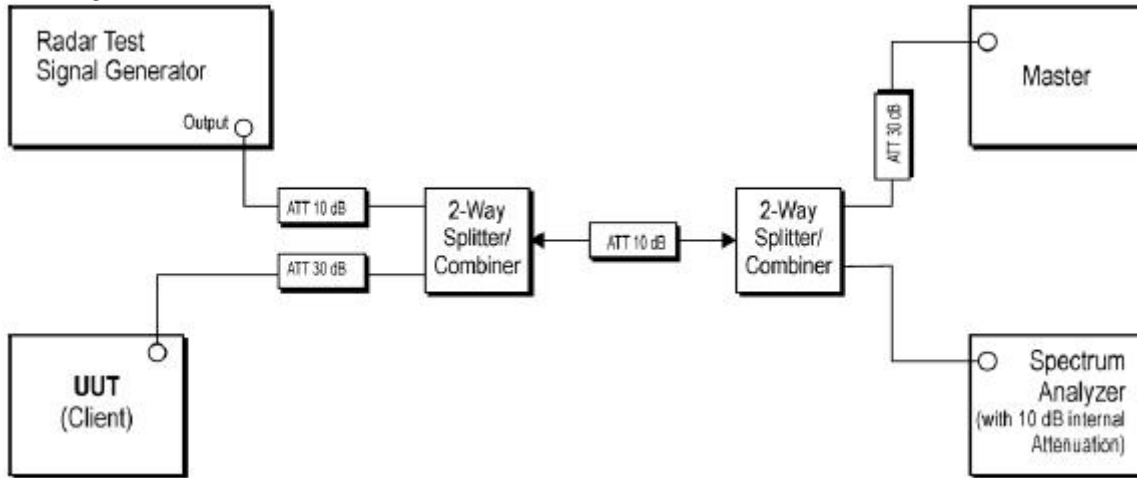 Radar Test
Signal Generator
Output
ATT 10 dB
ATT 30 dB
UUT
(Client)
2-Way
Splitter/
Combiner
ATT 10 dB
2-Way
Splitter/
Combiner
ATT 30 dB
Master
Spectrum
Analyzer
(with 10 dB internal
Attenuation)